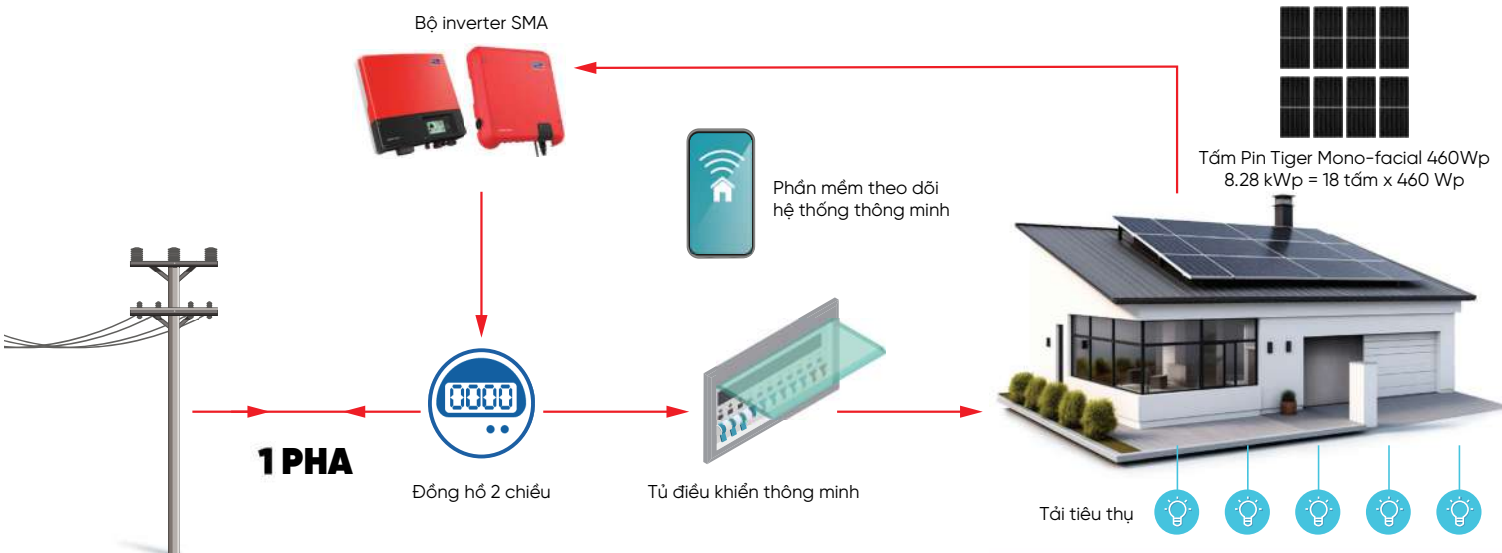 Bộ inverter SMA
Tấm Pin Tiger Mono-facial 460Wp
8.28 kWp = 18 tấm x 460 Wp
Phần mềm theo dõi
hệ thống thông minh
0000
1 PHA
Đồng hồ 2 chiều
Tủ điều khiển thông minh
Tải tiêu thụ